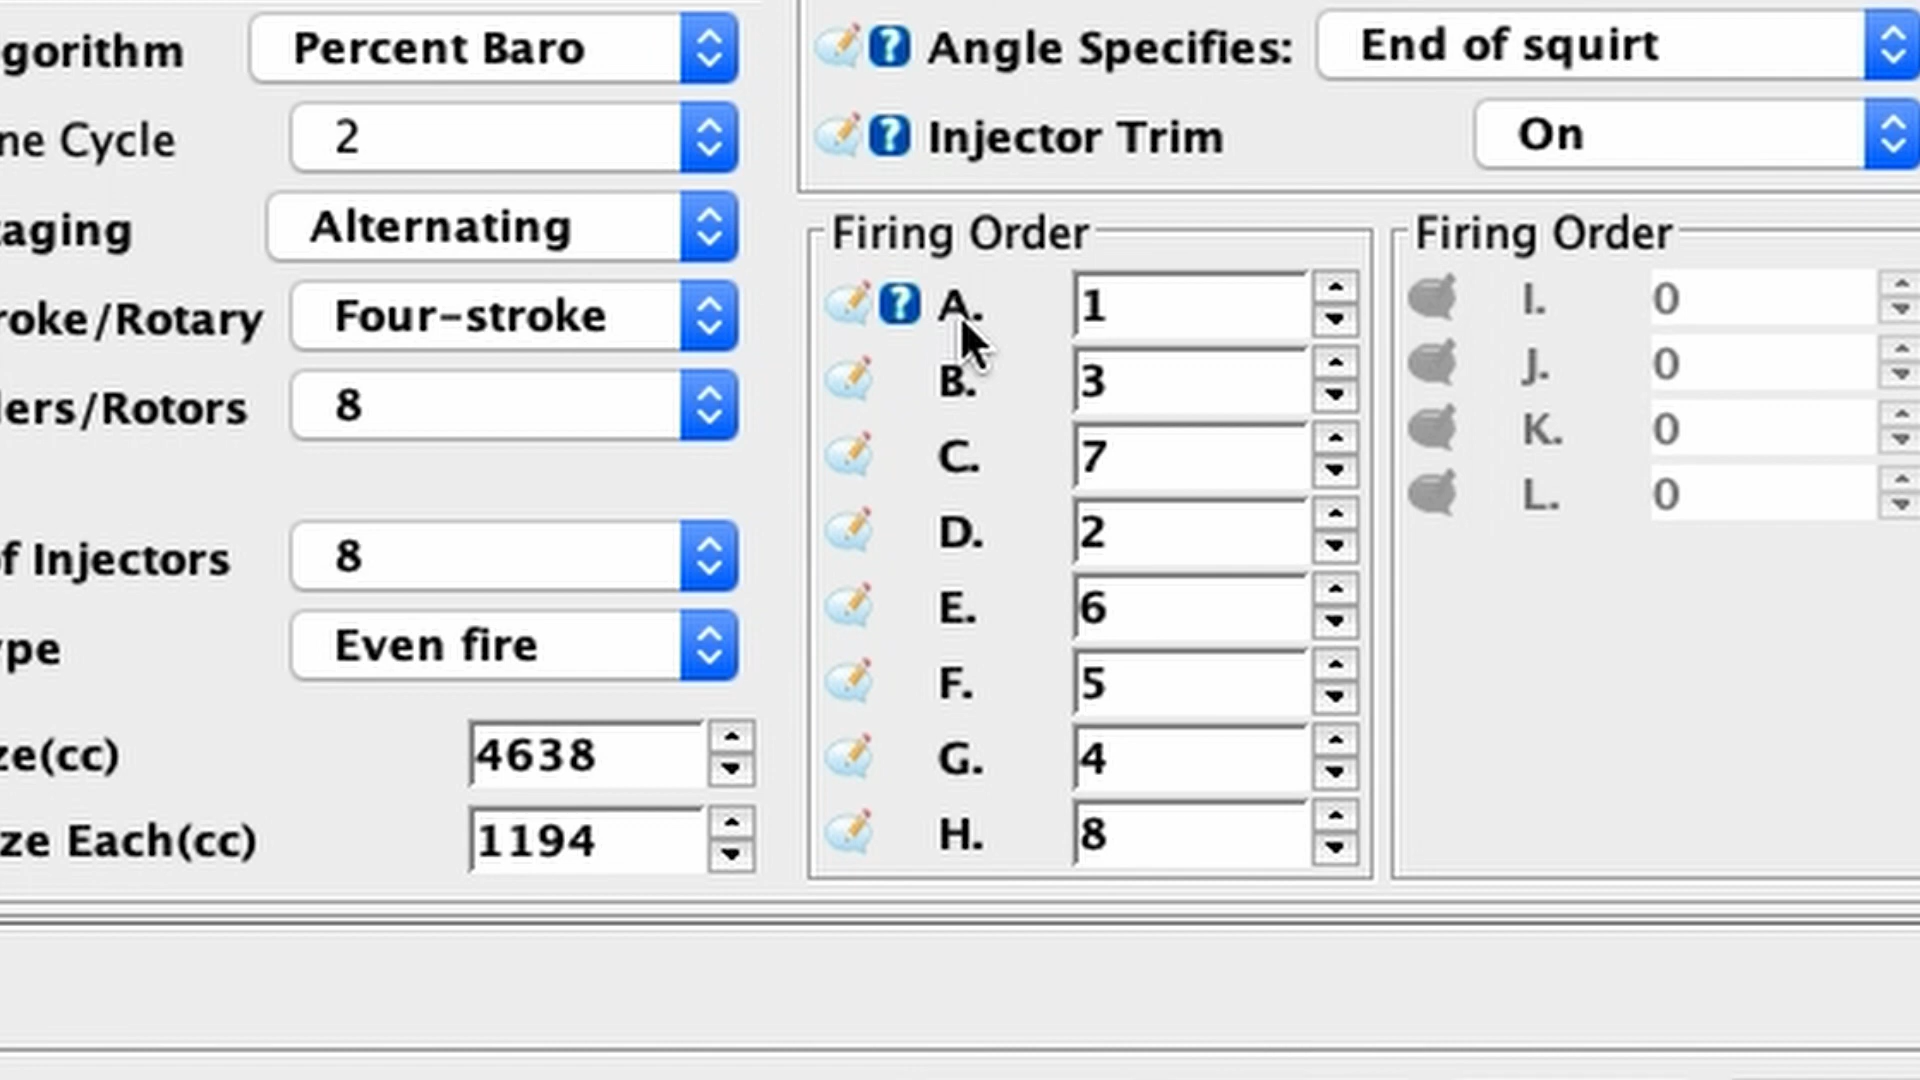 gorithm Percent Baro
ne Cycle 2
aging Alternating
roke/Rotary Four-stroke
lers/Rotors 8
f Injectors 8
ype Even fire
ze(cc) 4638
ize Each(cc) 1194
? Angle Specifies: End of squirt
? Injector Trim On
Firing Order
? A. 1
B. 3
C. 7
D. 2
E. 6
F. 5
G. 4
H. 8
Firing Order
I. 0
J. 0
K. 0
L. 0